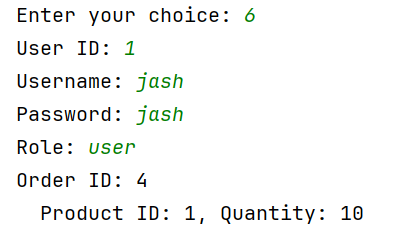 Enter your choice: 6
User ID: 1
Username: jash
Password: jash
Role: user
Order ID: 4
  Product ID: 1, Quantity: 10